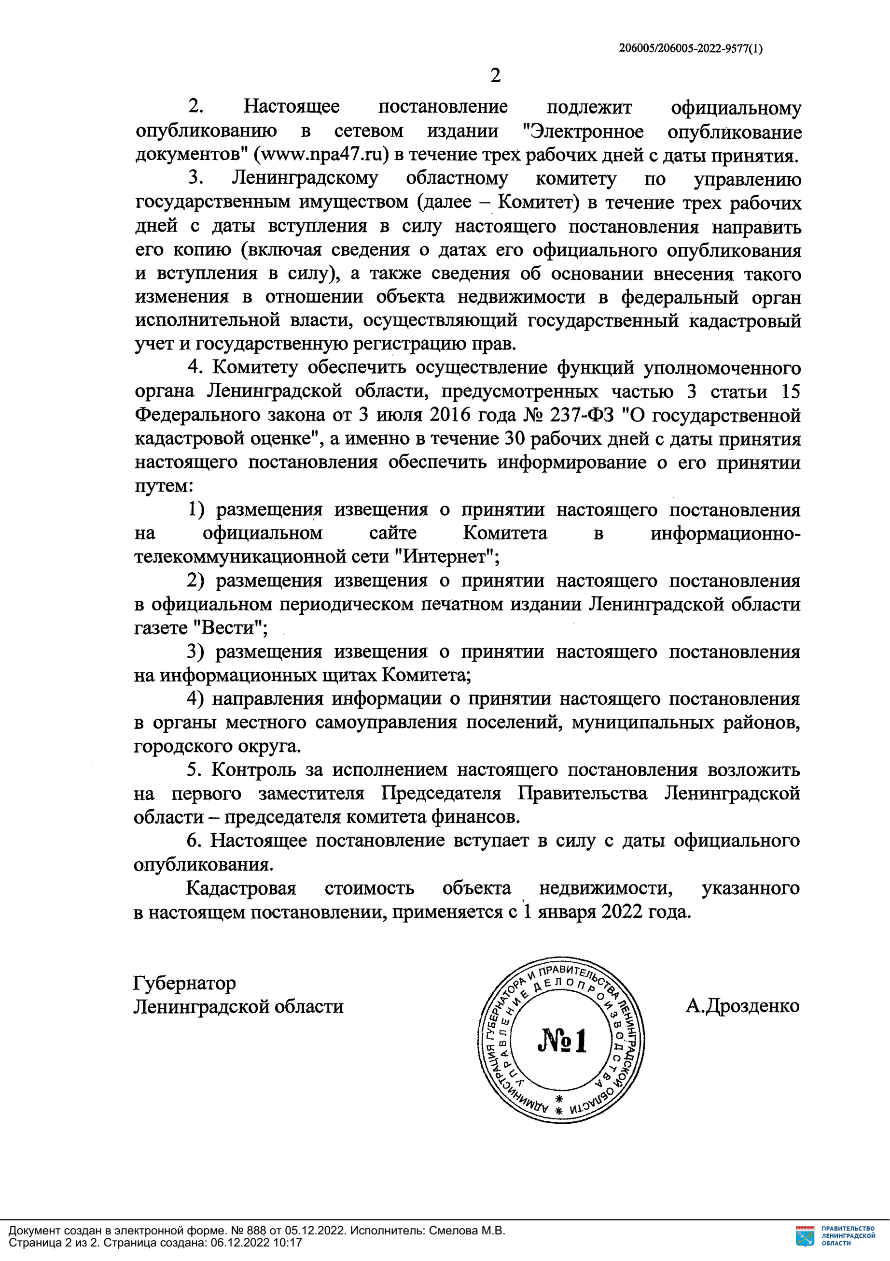 206005/206005-2022-9577(1)
2
2. Настоящее постановление подлежит официальному
опубликованию в сетевом издании "Электронное опубликование
документов" (www.npa47.ru) в течение трех рабочих дней с даты принятия.
3. Ленинградскому областному комитету по управлению
государственным имуществом (далее – Комитет) в течение трех рабочих
дней с даты вступления в силу настоящего постановления направить
его копию (включая сведения о датах его официального опубликования
и вступления в силу), а также сведения об основании внесения такого
изменения в отношении объекта недвижимости в федеральный орган
исполнительной власти, осуществляющий государственный кадастровый
учет и государственную регистрацию прав.
4. Комитету обеспечить осуществление функций уполномоченного
органа Ленинградской области, предусмотренных частью 3 статьи 15
Федерального закона от 3 июля 2016 года № 237-ФЗ "О государственной
кадастровой оценке", а именно в течение 30 рабочих дней с даты принятия
настоящего постановления обеспечить информирование о его принятии
путем:
1) размещения извещения о принятии настоящего постановления
на официальном сайте Комитета в информационно-
телекоммуникационной сети "Интернет";
2) размещения извещения о принятии настоящего постановления
в официальном периодическом печатном издании Ленинградской области
газете "Вести";
3) размещения извещения о принятии настоящего постановления
на информационных щитах Комитета;
4) направления информации о принятии настоящего постановления
в органы местного самоуправления поселений, муниципальных районов,
городского округа.
5. Контроль за исполнением настоящего постановления возложить
на первого заместителя Председателя Правительства Ленинградской
области – председателя комитета финансов.
6. Настоящее постановление вступает в силу с даты официального
опубликования.
Кадастровая стоимость объекта недвижимости, указанного
в настоящем постановлении, применяется с 1 января 2022 года.
Губернатор
Ленинградской области
А.Дрозденко
АДМИНИСТРАЦИЯ ГУБЕРНАТОРА И ПРАВИТЕЛЬСТВА ЛЕНИНГРАДСКОЙ ОБЛАСТИ
УПРАВЛЕНИЕ ДЕЛОПРОИЗВОДСТВА
№1
Документ создан в электронной форме. № 888 от 05.12.2022. Исполнитель: Смелова М.В.
Страница 2 из 2. Страница создана: 06.12.2022 10:17
ПРАВИТЕЛЬСТВО
ЛЕНИНГРАДСКОЙ
ОБЛАСТИ